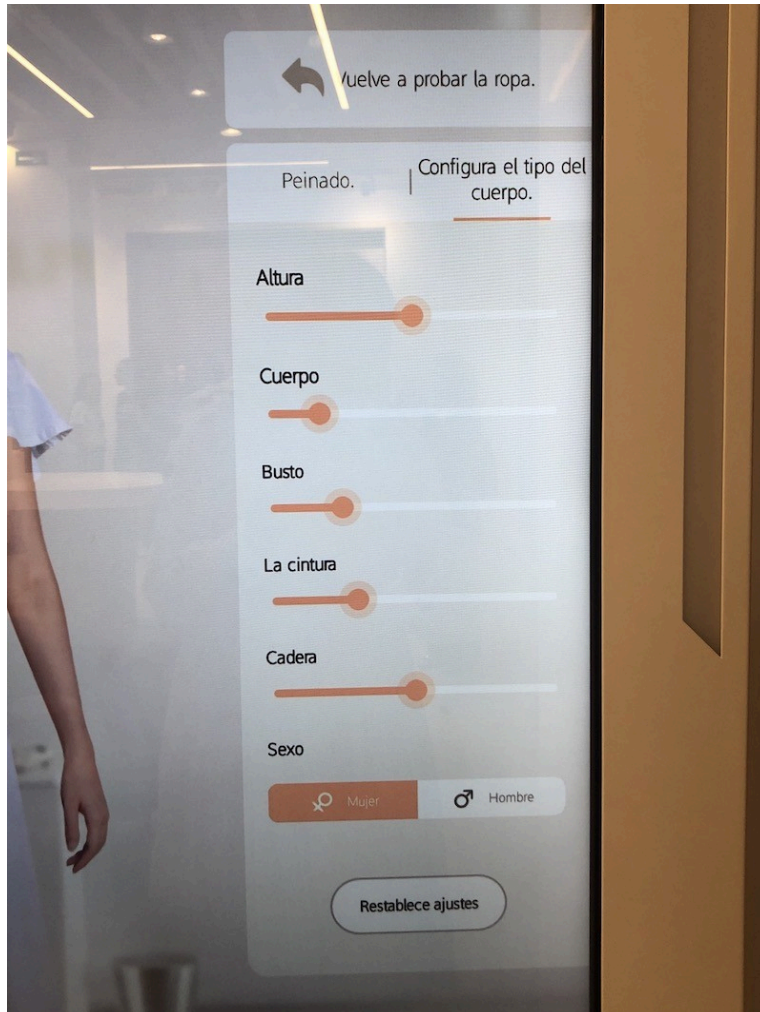 Vuelve a probar la ropa.
Peinado.
Configura el tipo del
cuerpo.
Altura
Cuerpo
Busto
La cintura
Cadera
Sexo
Mujer
Hombre
Restablece ajustes